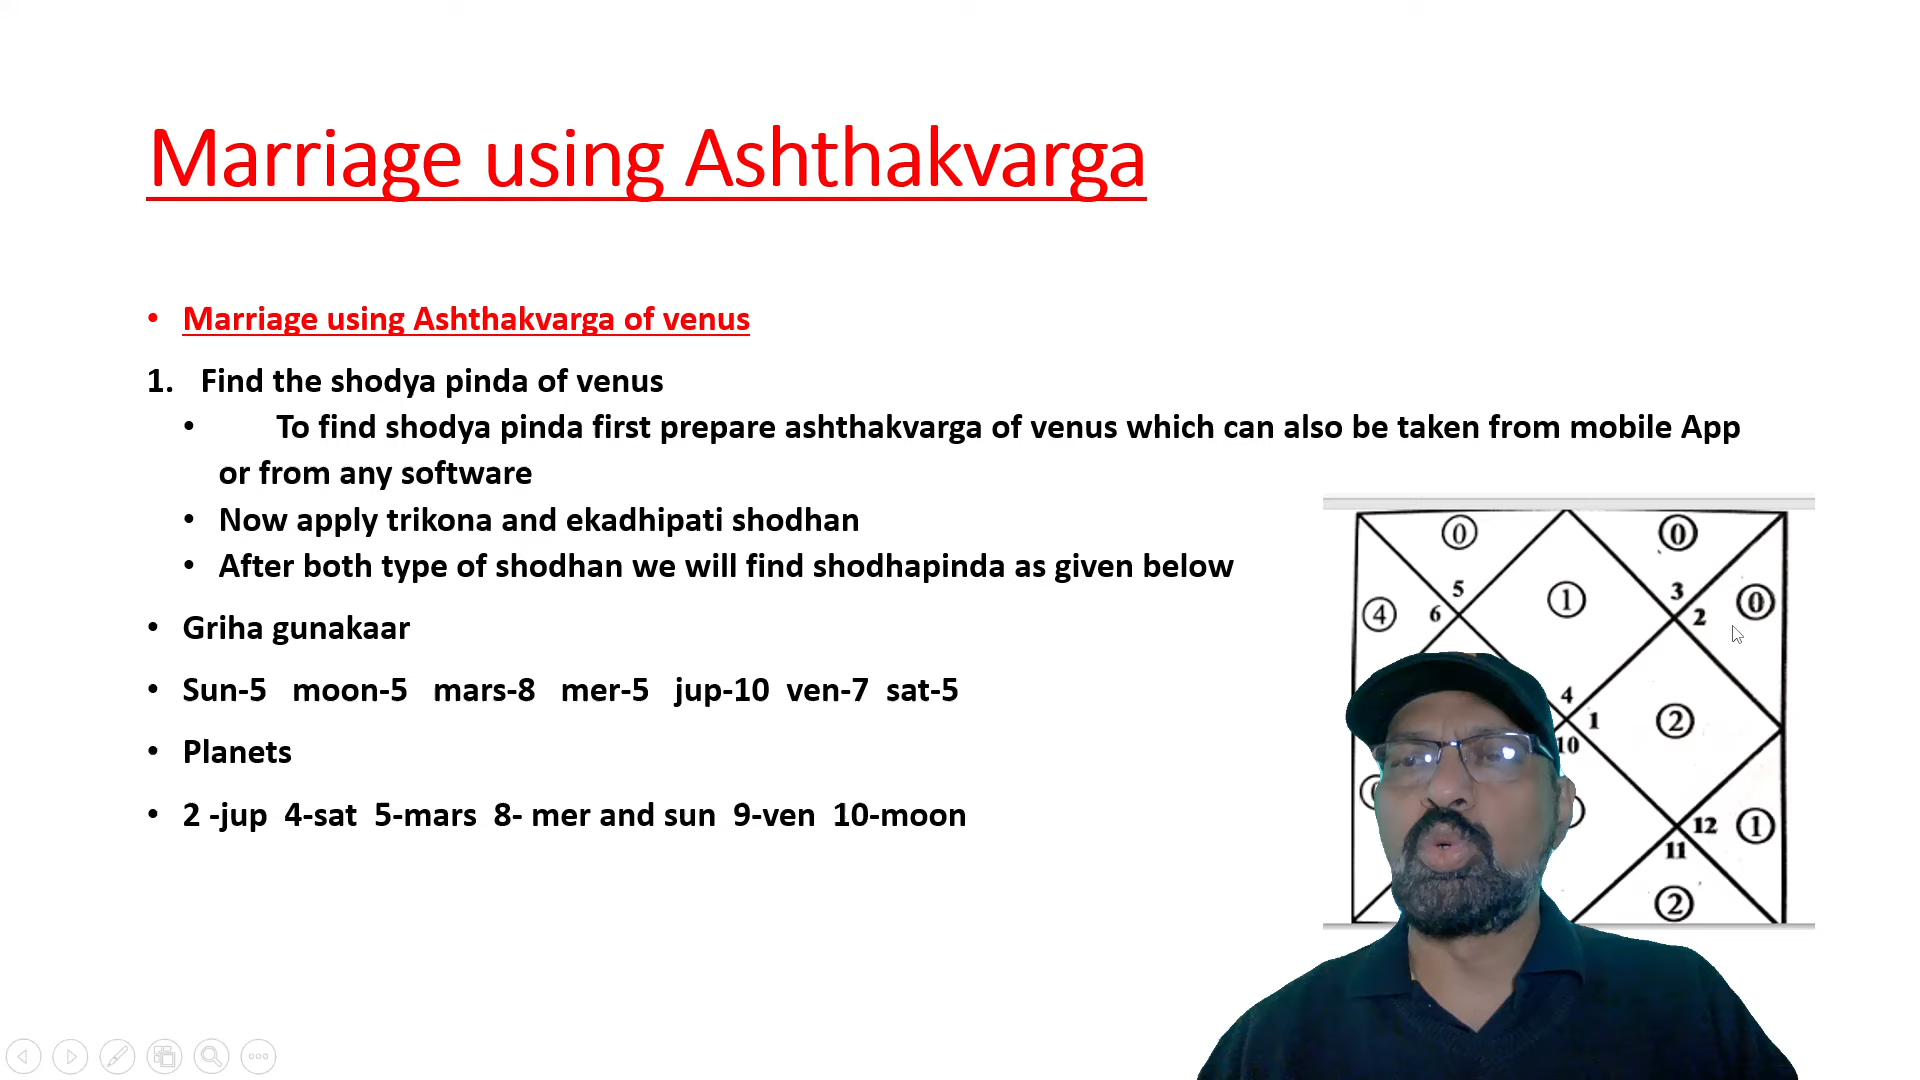 Marriage using Ashthakvarga
• Marriage using Ashthakvarga of venus
1. Find the shodya pinda of venus
• To find shodya pinda first prepare ashthakvarga of venus which can also be taken from mobile App
or from any software
• Now apply trikona and ekadhipati shodhan
• After both type of shodhan we will find shodhapinda as given below
• Griha gunakaar
• Sun-5 moon-5 mars-8 mer-5 jup-10 ven-7 sat-5
• Planets
• 2 -jup 4-sat 5-mars 8- mer and sun 9-ven 10-moon
0 0
5 1 3 0
4 6 2
4 1 2
10
12 1
11
2